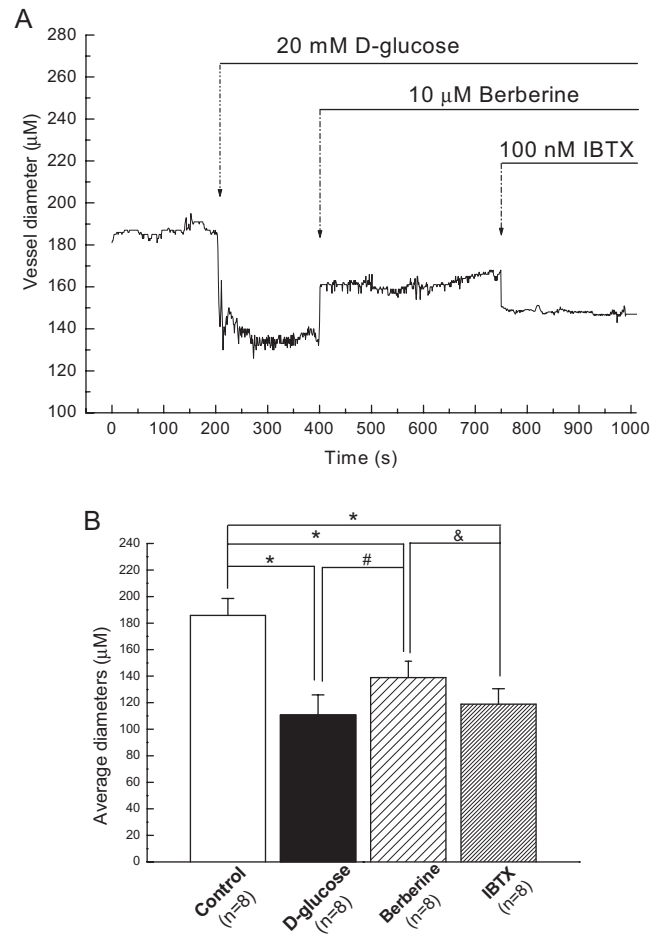 A
20 mM D-glucose
10 μM Berberine
100 nM IBTX
Vessel diameter (μM)
280
260
240
220
200
180
160
140
120
100
0 100 200 300 400 500 600 700 800 900 1000
Time (s)
B
*
* &
* #
Average diameters (μM)
240
220
200
180
160
140
120
100
80
60
40
20
0
Control
(n=8)
D-glucose
(n=8)
Berberine
(n=8)
IBTX
(n=8)